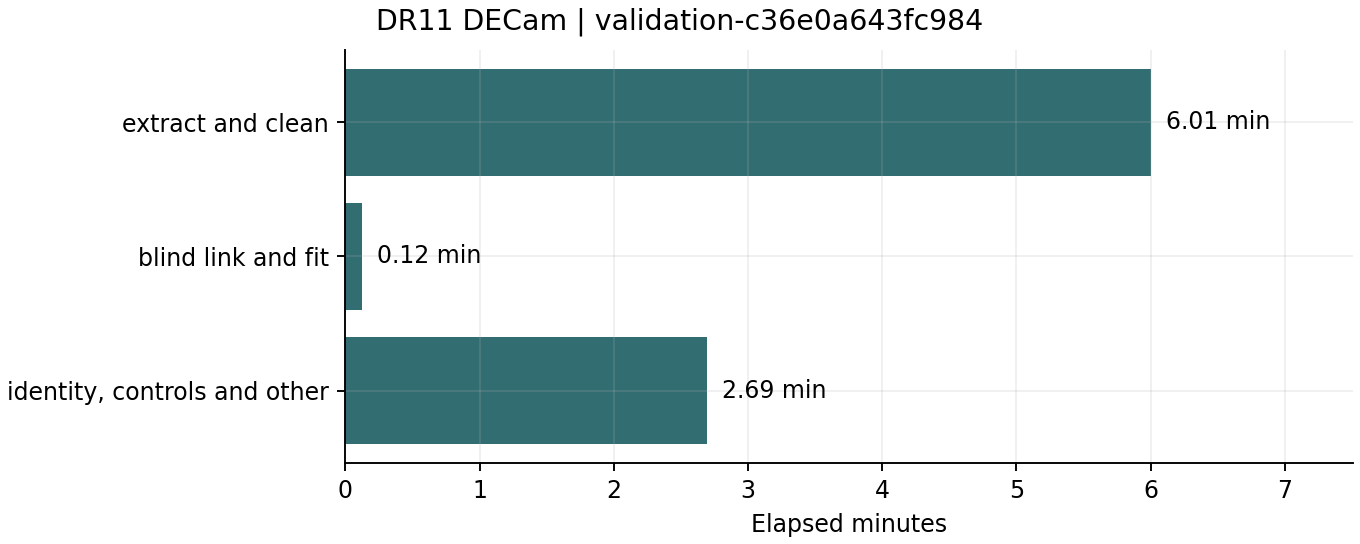 DR11 DECam | validation-c36e0a643fc984
extract and clean
6.01 min
blind link and fit
0.12 min
identity, controls and other
2.69 min
0 1 2 3 4 5 6 7
Elapsed minutes